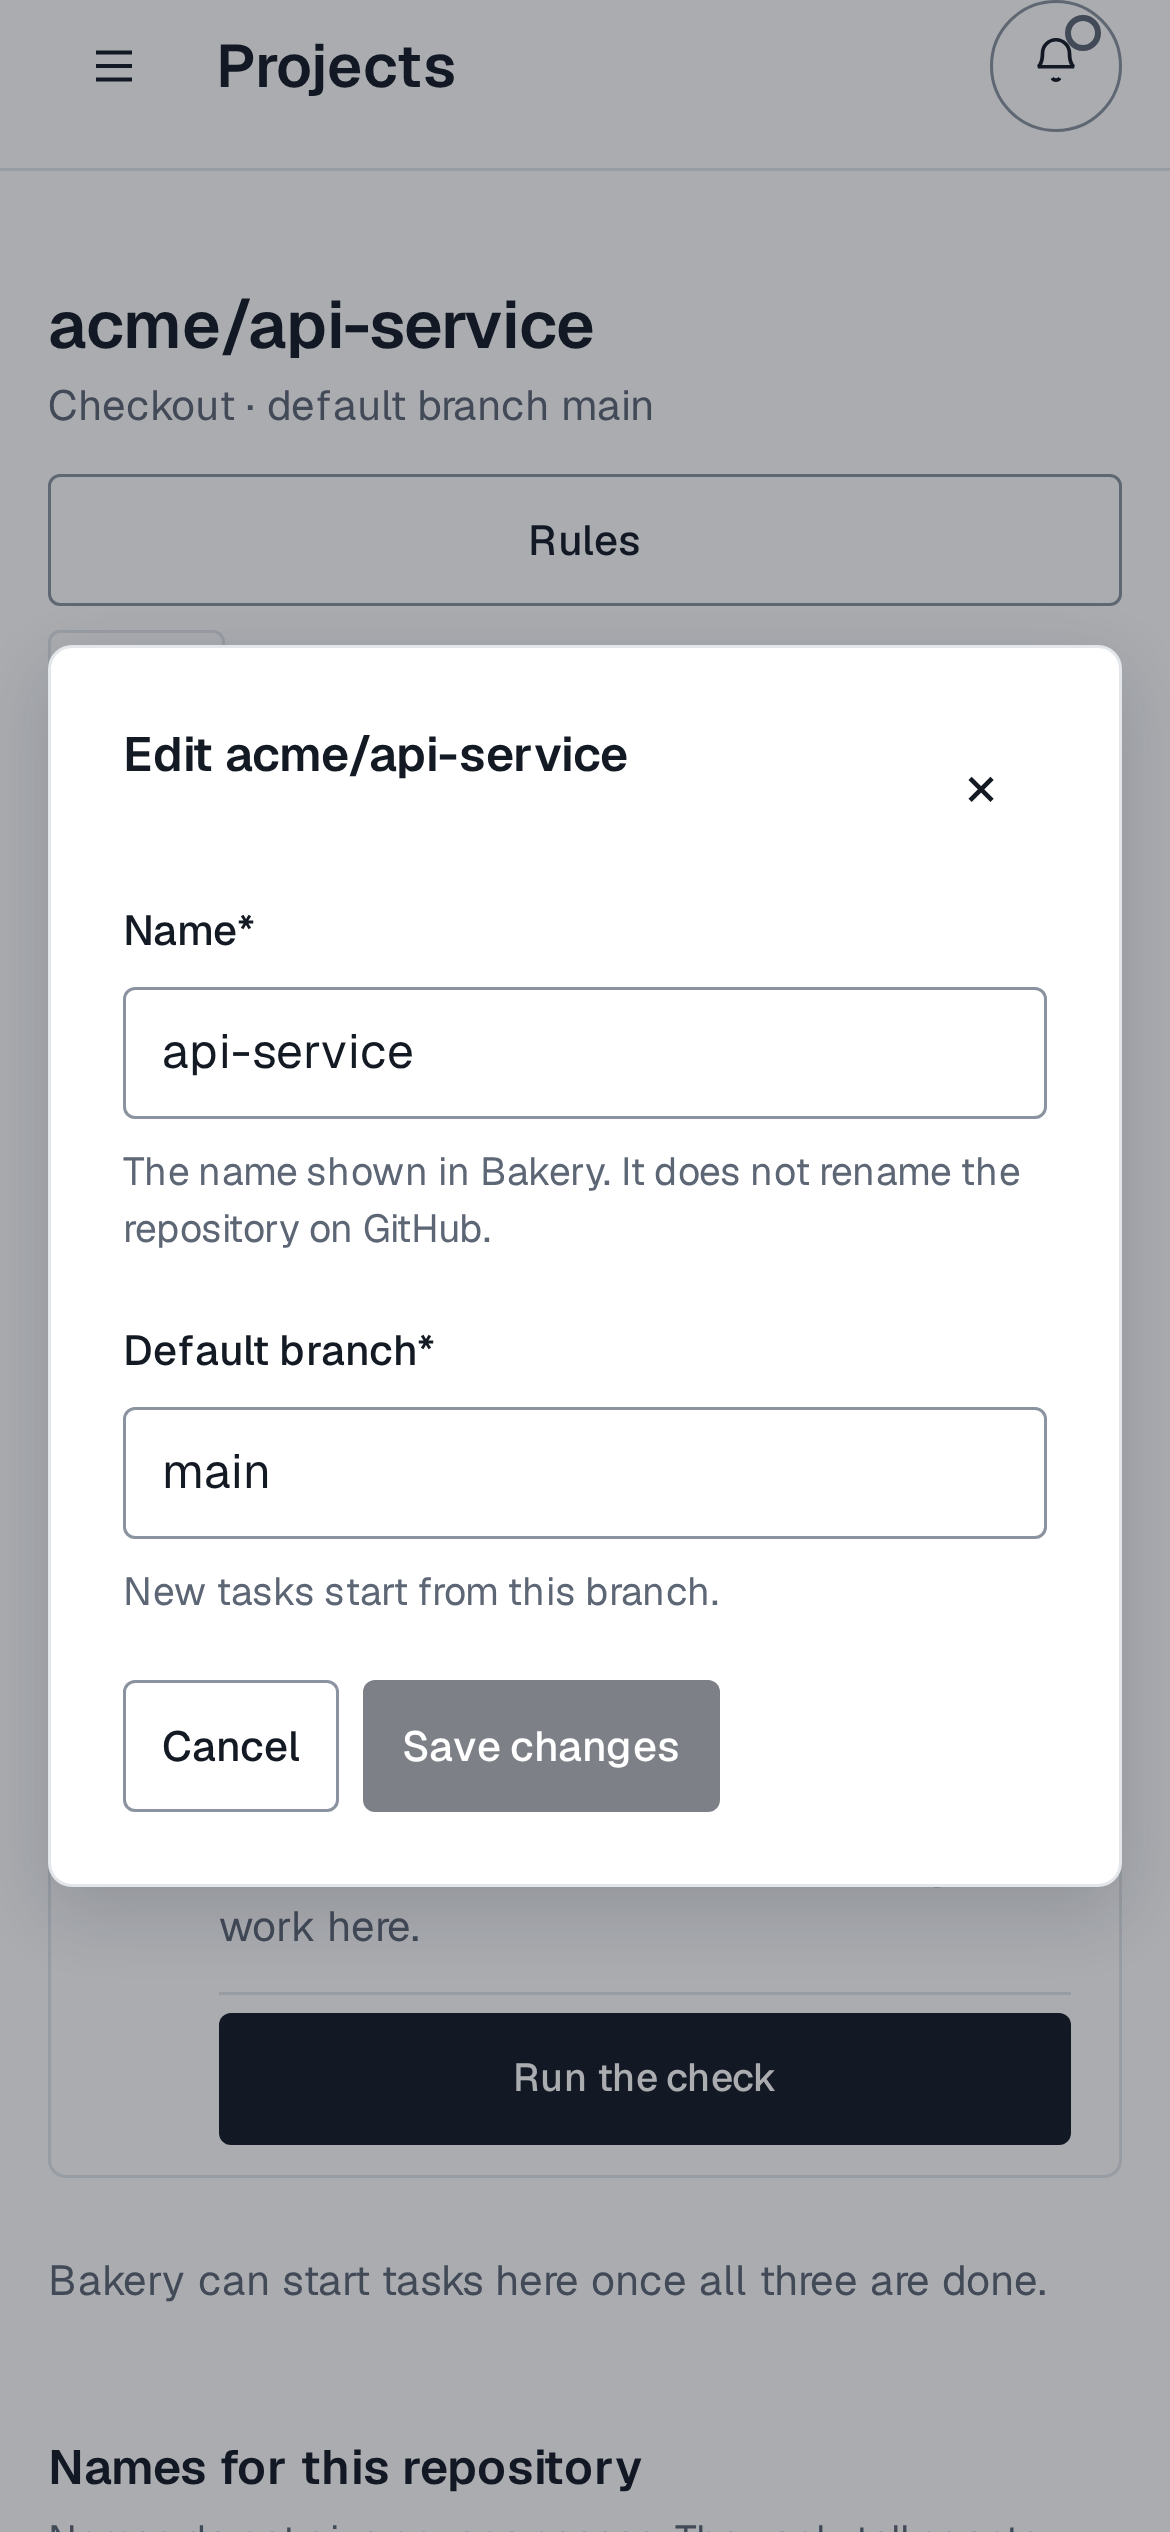 Projects
acme/api-service
Checkout · default branch main
Rules
Edit acme/api-service
Name*
api-service
The name shown in Bakery. It does not rename the
repository on GitHub.
Default branch*
main
New tasks start from this branch.
Cancel
Save changes
work here.
Run the check
Bakery can start tasks here once all three are done.
Names for this repository